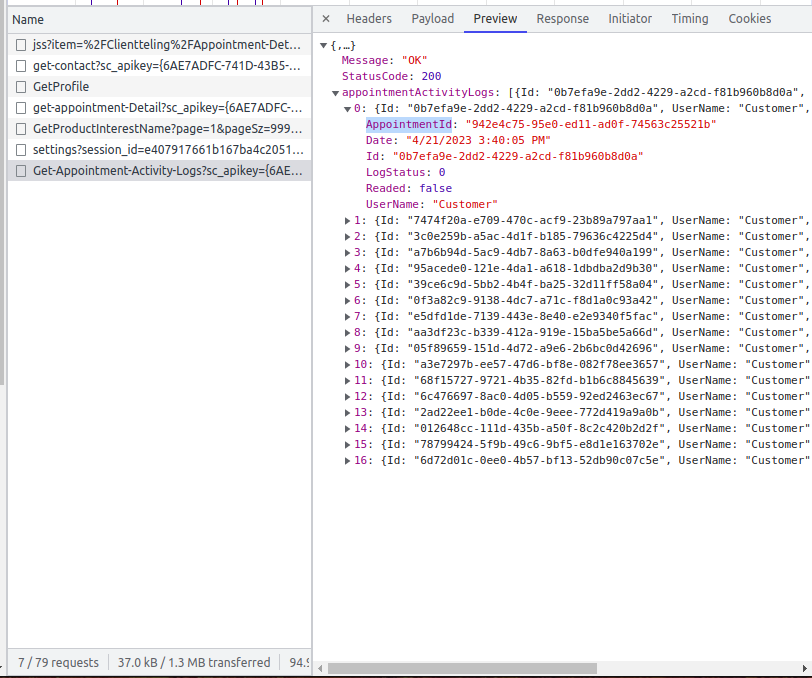 Name
jss?item=%2FClientteling%2FAppointment-Det...
get-contact?sc_apikey={6AE7ADFC-741D-43B5-...
GetProfile
get-appointment-Detail?sc_apikey={6AE7ADFC-...
GetProductInterestName?page=1&pageSz=999...
settings?session_id=e407917661b167ba4c2051...
Get-Appointment-Activity-Logs?sc_apikey={6AE...
7 / 79 requests 37.0 kB / 1.3 MB transferred 94.9
× Headers Payload Preview Response Initiator Timing Cookies
▼{,…}
Message: "OK"
StatusCode: 200
▼appointmentActivityLogs: [{Id: "0b7efa9e-2dd2-4229-a2cd-f81b960b8d0a",
▼0: {Id: "0b7efa9e-2dd2-4229-a2cd-f81b960b8d0a", UserName: "Customer",
AppointmentId: "942e4c75-95e0-ed11-ad0f-74563c25521b"
Date: "4/21/2023 3:40:05 PM"
Id: "0b7efa9e-2dd2-4229-a2cd-f81b960b8d0a"
LogStatus: 0
Readed: false
UserName: "Customer"
▶1: {Id: "7474f20a-e709-470c-acf9-23b89a797aa1", UserName: "Customer",
▶2: {Id: "3c0e259b-a5ac-4d1f-b185-79636c4225d4", UserName: "Customer",
▶3: {Id: "a7b6b94d-5ac9-4db7-8a63-b0dfe940a199", UserName: "Customer",
▶4: {Id: "95acede0-121e-4da1-a618-1dbdba2d9b30", UserName: "Customer",
▶5: {Id: "39ce6c9d-5bb2-4b4f-ba25-32d11ff58a04", UserName: "Customer",
▶6: {Id: "0f3a82c9-9138-4dc7-a71c-f8d1a0c93a42", UserName: "Customer",
▶7: {Id: "e5dfd1de-7139-443e-8e40-e2e9340f5fac", UserName: "Customer",
▶8: {Id: "aa3df23c-b339-412a-919e-15ba5be5a66d", UserName: "Customer",
▶9: {Id: "05f89659-151d-4d72-a9e6-2b6bc0d42696", UserName: "Customer",
▶10: {Id: "a3e7297b-ee57-47d6-bf8e-082f78ee3657", UserName: "Customer"
▶11: {Id: "68f15727-9721-4b35-82fd-b1b6c8845639", UserName: "Customer"
▶12: {Id: "6c476697-8ac0-4d05-b559-92ed2463ec67", UserName: "Customer"
▶13: {Id: "2ad22ee1-b0de-4c0e-9eee-772d419a9a0b", UserName: "Customer"
▶14: {Id: "012648cc-111d-435b-a50f-8c2c420b2d2f", UserName: "Customer"
▶15: {Id: "78799424-5f9b-49c6-9bf5-e8d1e163702e", UserName: "Customer"
▶16: {Id: "6d72d01c-0ee0-4b57-bf13-52db90c07c5e", UserName: "Customer"